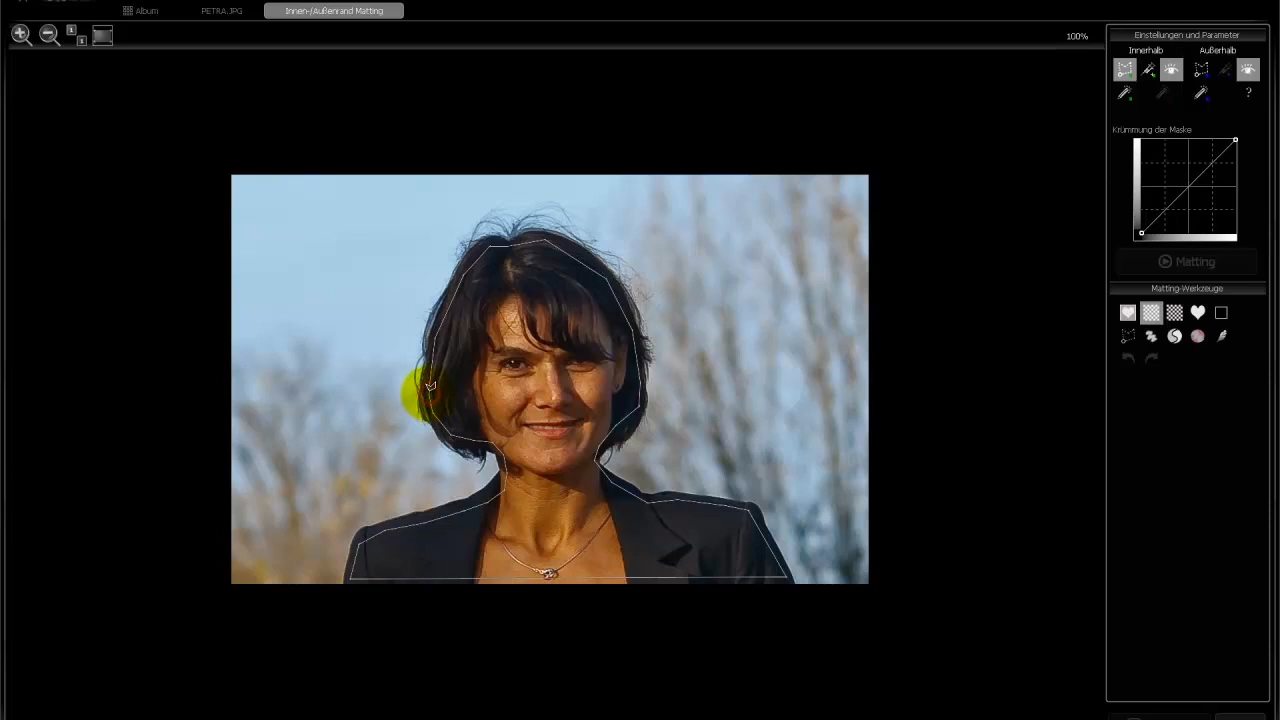 Album PETRA.JPG Innen-/Außenrand Matting
100%
Einstellungen und Parameter
Innerhalb Außerhalb
?
Krümmung der Maske
Matting
Matting-Werkzeuge